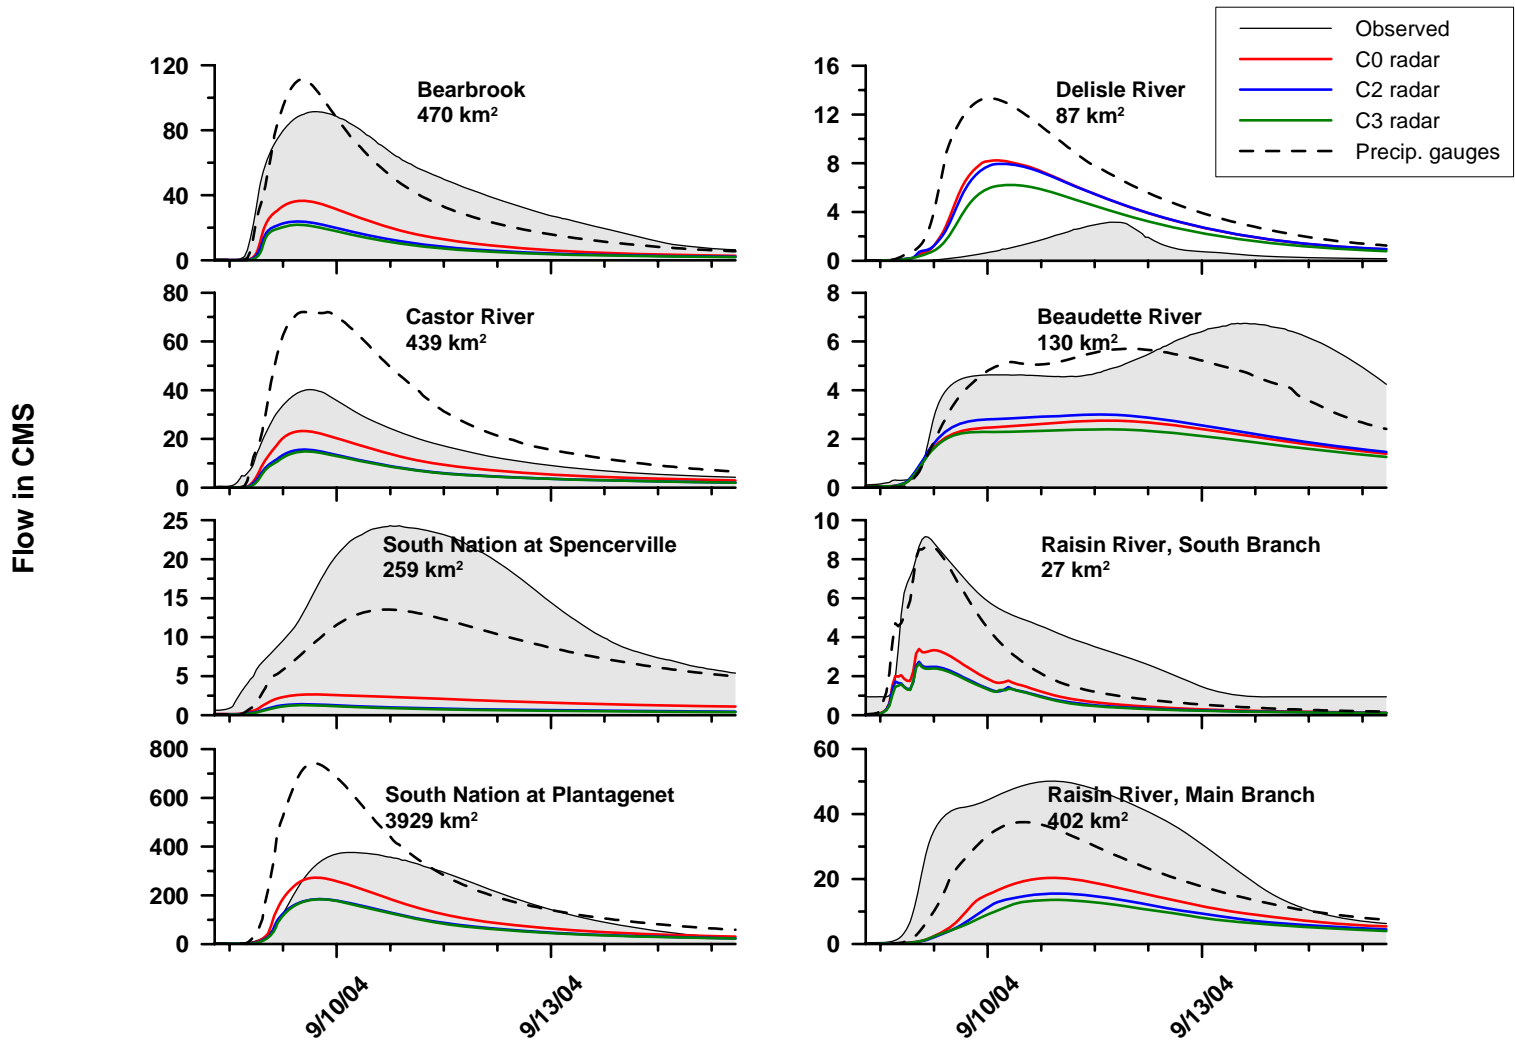 Observed
C0 radar
C2 radar
C3 radar
Precip. gauges
Flow in CMS
120
80
40
0
Bearbrook
470 km²
16
12
8
4
0
Delisle River
87 km²
80
60
40
20
0
Castor River
439 km²
8
6
4
2
0
Beaudette River
130 km²
25
20
15
10
5
0
South Nation at Spencerville
259 km²
10
8
6
4
2
0
Raisin River, South Branch
27 km²
800
600
400
200
0
South Nation at Plantagenet
3929 km²
60
40
20
0
Raisin River, Main Branch
402 km²
9/10/04
9/13/04
9/10/04
9/13/04